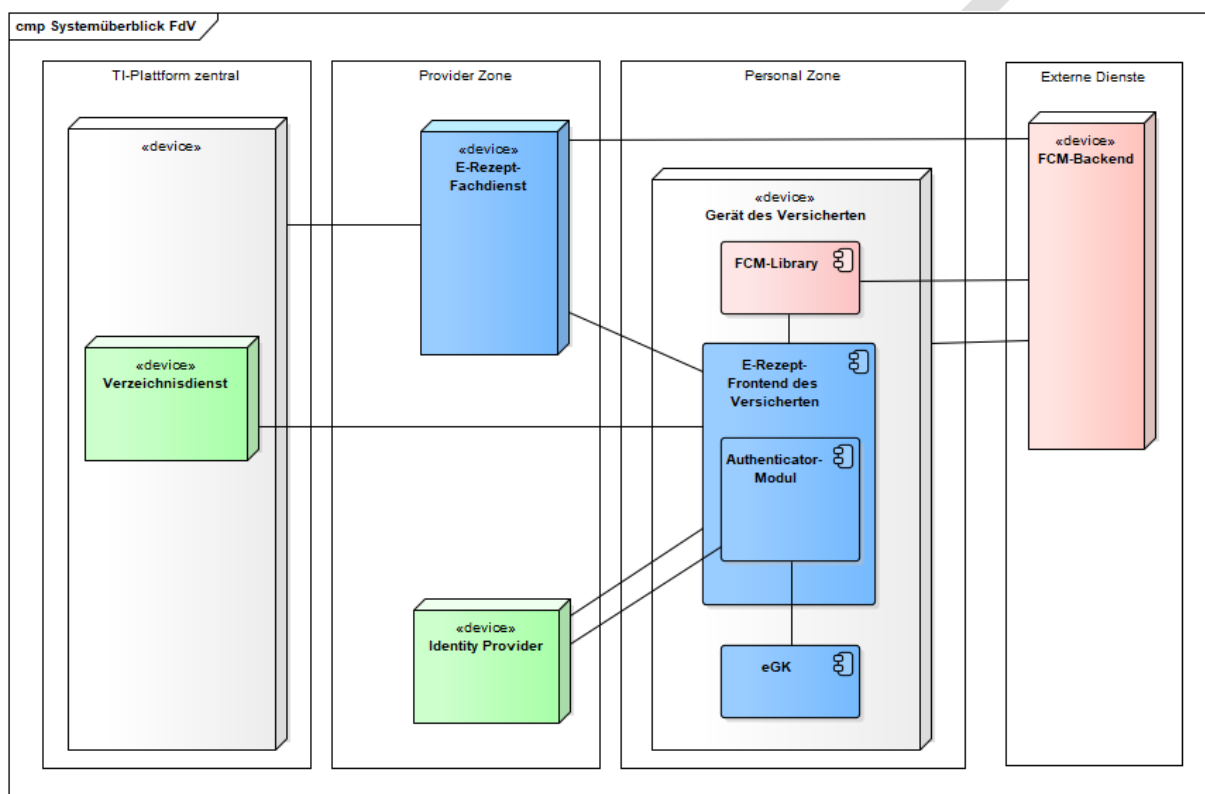 cmp Systemüberblick FdV
TI-Plattform zentral
Provider Zone
Personal Zone
Externe Dienste
«device»
«device»
E-Rezept-
Fachdienst
«device»
FCM-Backend
«device»
Gerät des Versicherten
FCM-Library
«device»
Verzeichnisdienst
E-Rezept-
Frontend des
Versicherten
Authenticator-
Modul
«device»
Identity Provider
eGK